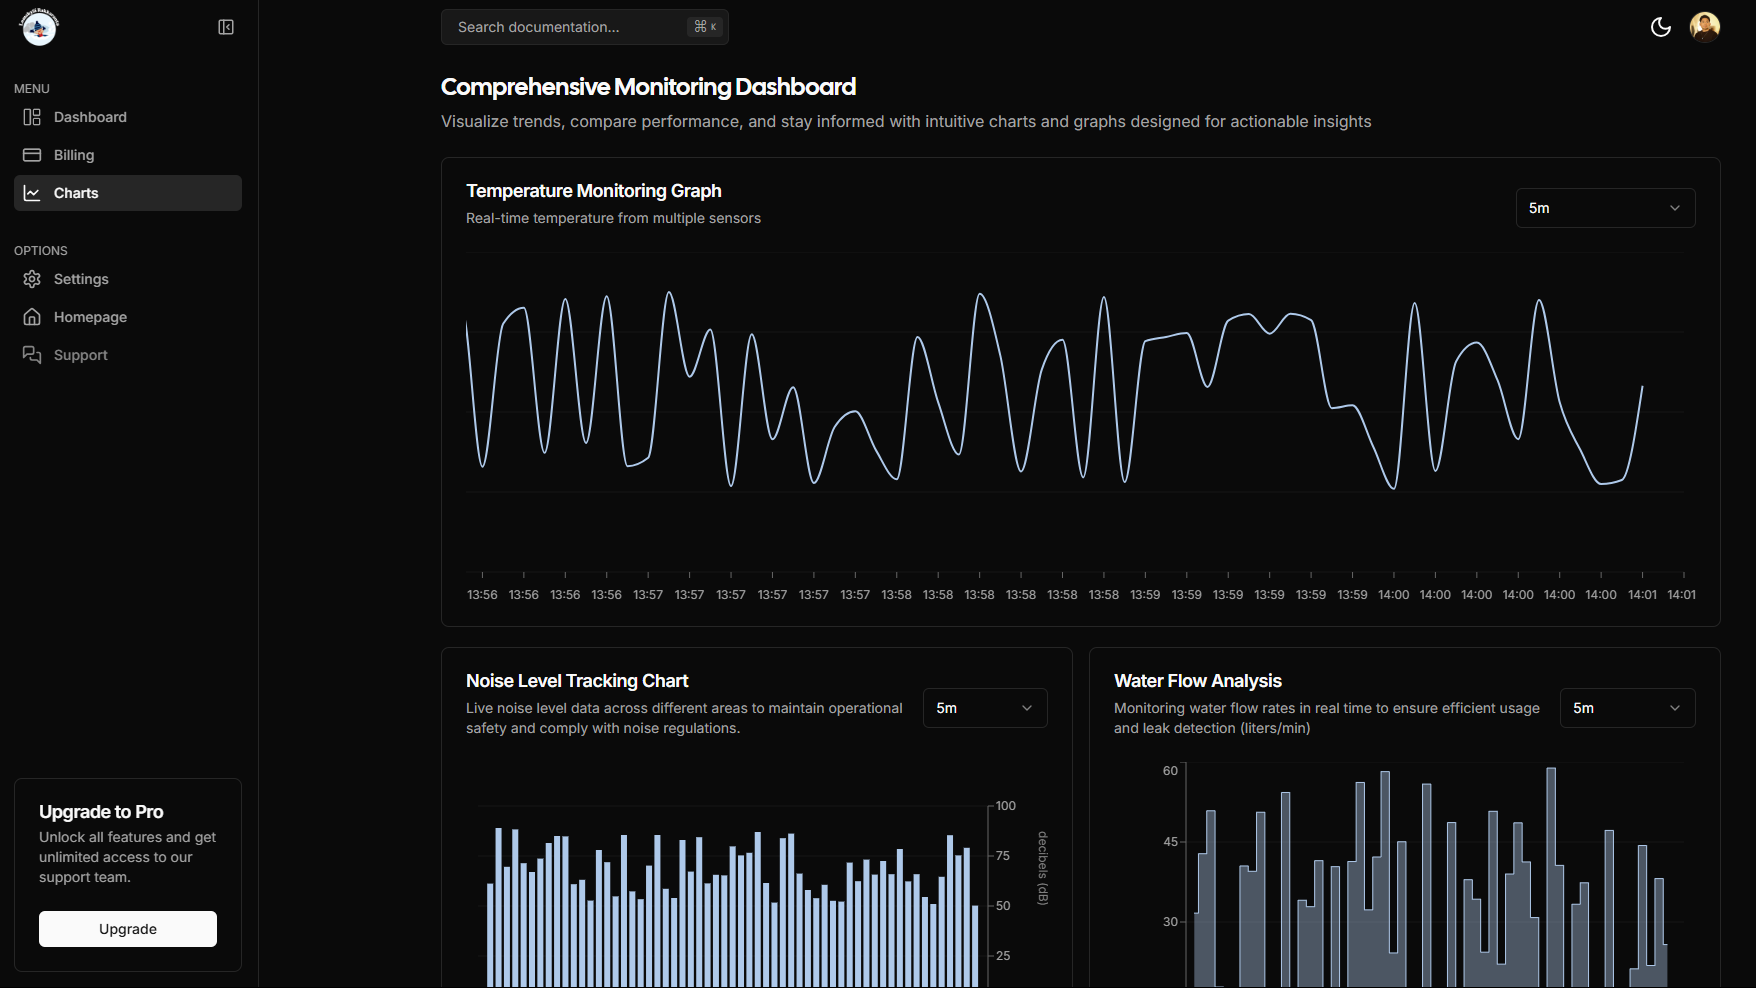 Search documentation...
⌘ K
MENU
Dashboard
Billing
Charts
OPTIONS
Settings
Homepage
Support
Upgrade to Pro
Unlock all features and get
unlimited access to our
support team.
Upgrade
Comprehensive Monitoring Dashboard
Visualize trends, compare performance, and stay informed with intuitive charts and graphs designed for actionable insights
Temperature Monitoring Graph
Real-time temperature from multiple sensors
5m
13:56 13:56 13:56 13:56 13:57 13:57 13:57 13:57 13:57 13:57 13:58 13:58 13:58 13:58 13:58 13:58 13:59 13:59 13:59 13:59 13:59 13:59 14:00 14:00 14:00 14:00 14:00 14:00 14:01 14:01
Noise Level Tracking Chart
Live noise level data across different areas to maintain operational
safety and comply with noise regulations.
5m
100
75
50
25
decibels (dB)
Water Flow Analysis
Monitoring water flow rates in real time to ensure efficient usage
and leak detection (liters/min)
5m
60
45
30